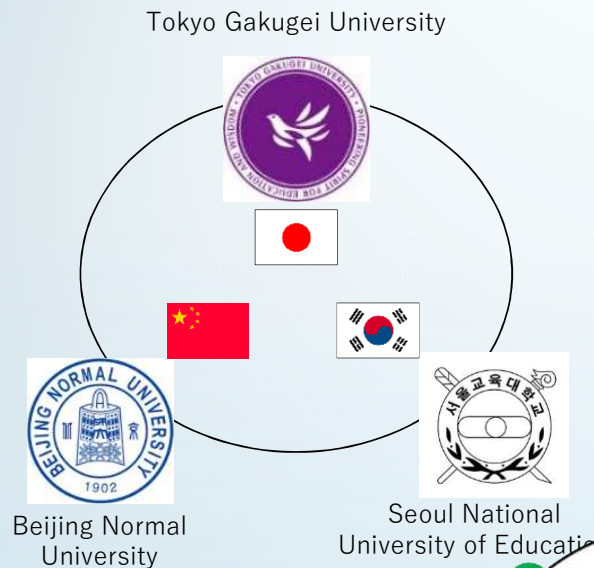 Tokyo Gakugei University
TOKYO GAKUGEI UNIVERSITY • PIONEERING SPIRIT FOR EDUCATION AND WISDOM •
BEIJING NORMAL UNIVERSITY
1902
서울교육대학교
Beijing Normal
University
Seoul National
University of Educatio